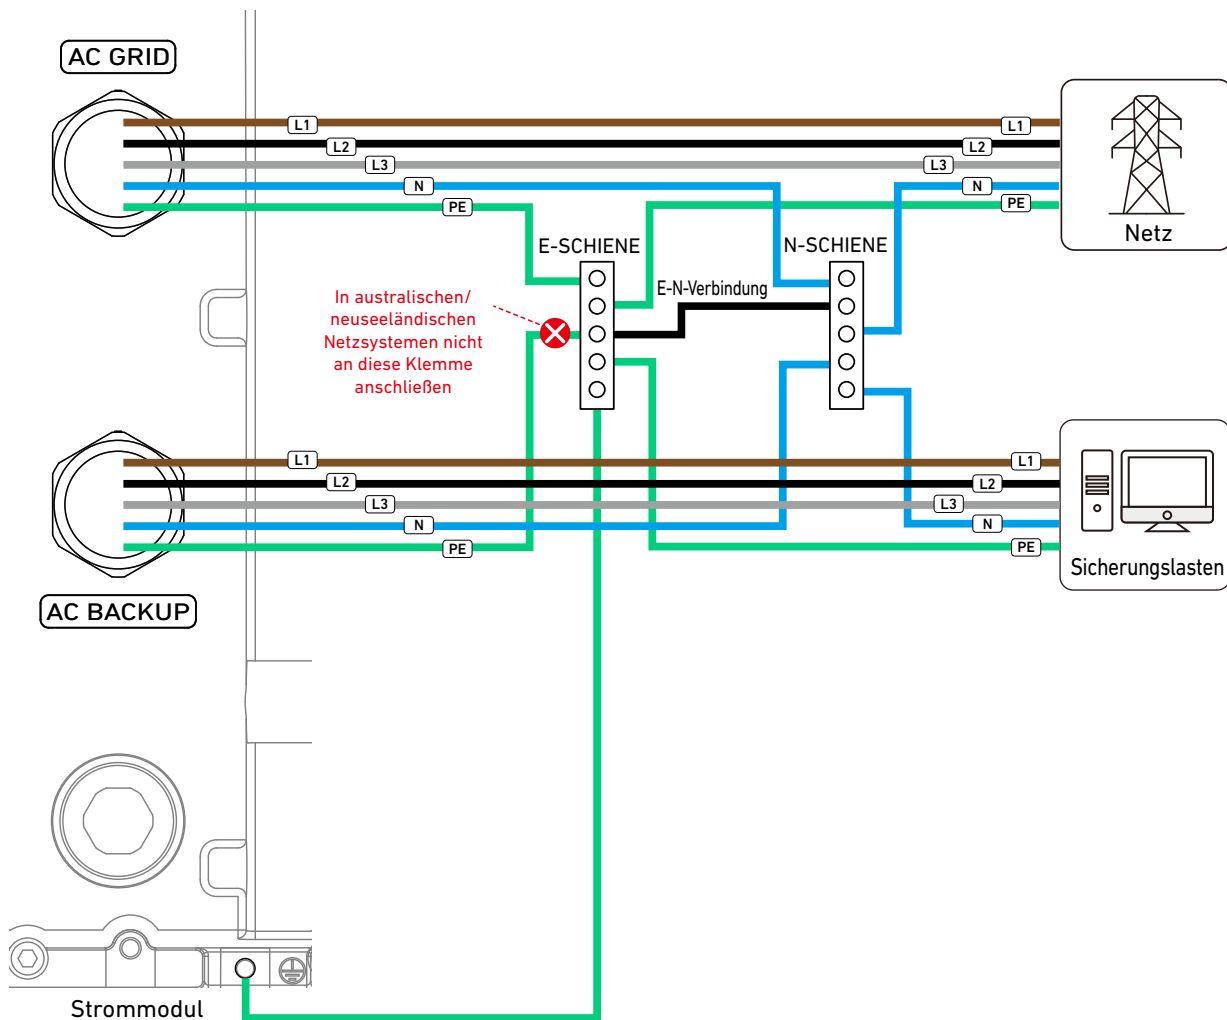 AC GRID
L1
L1
L2
L2
L3
L3
N
N
PE
PE
Netz
E-SCHIENE
N-SCHIENE
E-N-Verbindung
In australischen/
neuseeländischen
Netzsystemen nicht
an diese Klemme
anschließen
L1
L1
L2
L2
L3
L3
N
N
PE
PE
Sicherungslasten
AC BACKUP
Strommodul